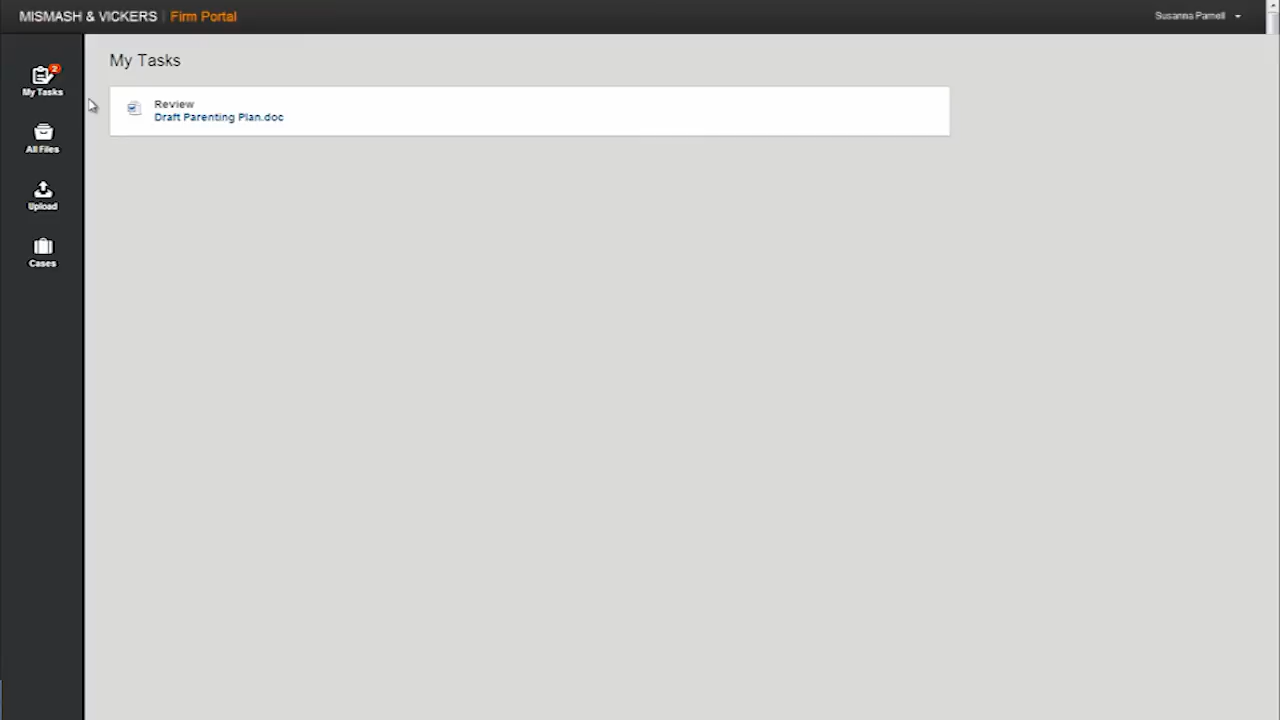 MISMASH & VICKERS | Firm Portal
Susanna Parnell
My Tasks
2
My Tasks
Review
Draft Parenting Plan.doc
All Files
Upload
Cases